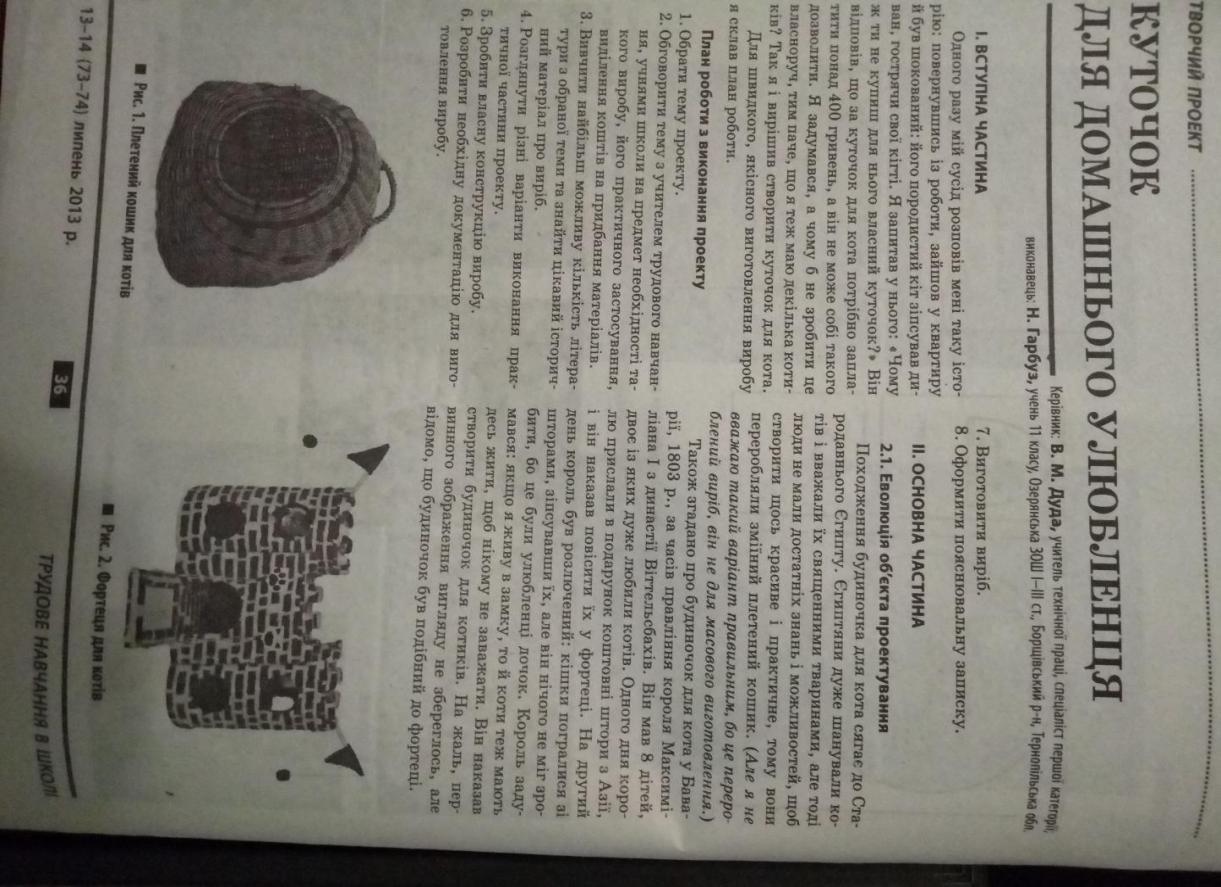 ТВОРЧИЙ ПРОЕКТ
КУТОЧОК
ДЛЯ ДОМАШНЬОГО УЛЮБЛЕНЦЯ
Керівник: В. М. Дуда, учитель технічної праці, спеціаліст першої категорії;
виконавець: Н. Гарбуз, учень 11 класу, Озерянська ЗОШ І–ІІІ ст., Борщівський р-н, Тернопільська обл.
І. ВСТУПНА ЧАСТИНА
Одного разу мій сусід розповів мені таку істо-
рію: повернувшись із роботи, зайшов у квартиру
й був шокований: його породистий кіт зіпсував ди-
ван, гострячи свої кігті. Я запитав у нього: «Чому
ж ти не купиш для нього власний куточок?» Він
відповів, що за куточок для кота потрібно запла-
тити понад 400 гривень, а він не може собі такого
дозволити. Я задумався, а чому б не зробити це
власноруч, тим паче, що я теж маю декілька коти-
ків? Так я і вирішив створити куточок для кота.
Для швидкого, якісного виготовлення виробу
я склав план роботи.
План роботи з виконання проекту
1. Обрати тему проекту.
2. Обговорити тему з учителем трудового навчан-
ня, учнями школи на предмет необхідності та-
кого виробу, його практичного застосування,
виділення коштів на придбання матеріалів.
3. Вивчити найбільш можливу кількість літера-
тури з обраної теми та знайти цікавий історич-
ний матеріал про виріб.
4. Розглянути різні варіанти виконання прак-
тичної частини проекту.
5. Зробити власну конструкцію виробу.
6. Розробити необхідну документацію для виго-
товлення виробу.
■ Рис. 1. Плетений кошик для котів
7. Виготовити виріб.
8. Оформити пояснювальну записку.
ІІ. ОСНОВНА ЧАСТИНА
2.1. Еволюція об'єкта проектування
Походження будиночка для кота сягає до Ста-
родавнього Єгипту. Єгиптяни дуже шанували ко-
тів і вважали їх священними тваринами, але тоді
люди не мали достатніх знань і можливостей, щоб
створити щось красиве і практичне, тому вони
переробляли зміїний плетений кошик. (Але я не
вважаю такий варіант правильним, бо це переро-
блений виріб, він не для масового виготовлення.)
Також згадано про будиночок для кота у Бава-
рії, 1803 р., за часів правління короля Максимі-
ліана І з династії Віттельсбахів. Він мав 8 дітей,
двоє із яких дуже любили котів. Одного дня коро-
лю прислали в подарунок коштовні штори з Азії,
і він наказав повісити їх у фортеці. На другий
день король був розлючений: кішки погралися зі
шторами, зіпсувавши їх, але він нічого не міг зро-
бити, бо це були улюбленці дочок. Король заду-
мався: якщо я живу в замку, то й коти теж мають
десь жити, щоб нікому не заважати. Він наказав
створити будиночок для котиків. На жаль, пер-
винного зображення вигляду не збереглось, але
відомо, що будиночок був подібний до фортеці.
■ Рис. 2. Фортеця для котів
13–14 (73–74) липень 2013 р.
36
ТРУДОВЕ НАВЧАННЯ В ШКОЛІ